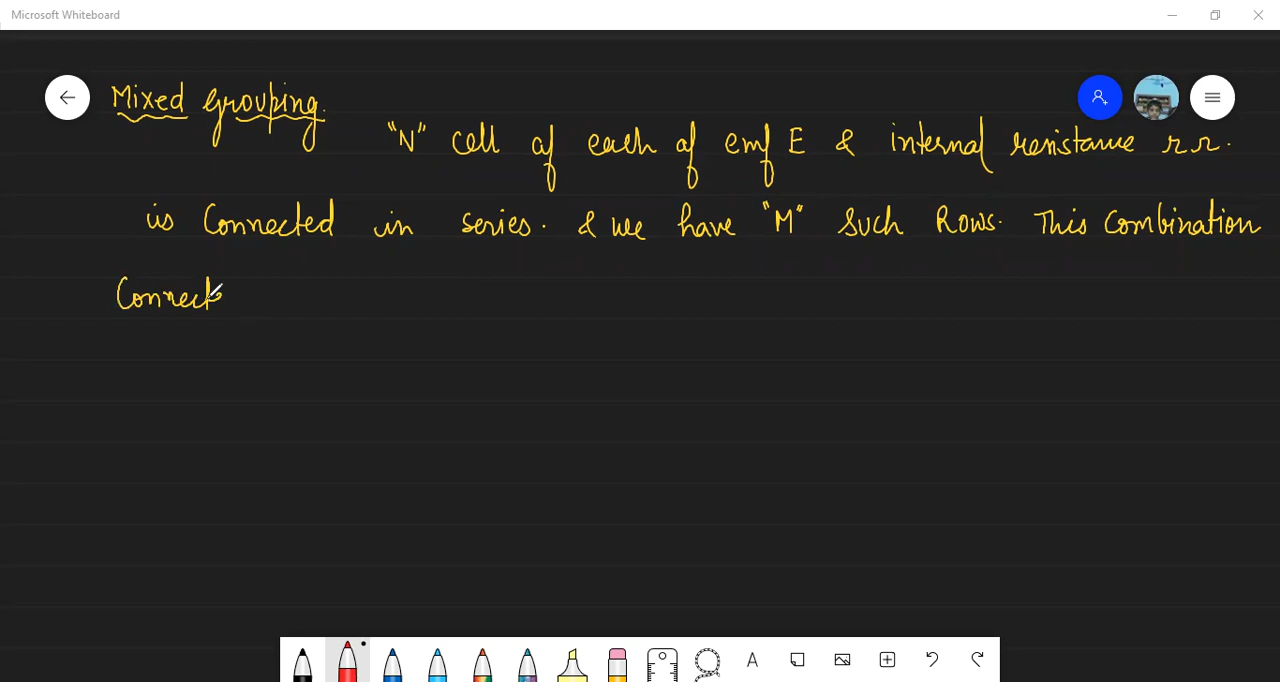 Microsoft Whiteboard
Mixed grouping.
"N" cell of each of emf E & internal resistance r r.
is Connected in series. & we have "M" such Rows. This Combination
Connect
A